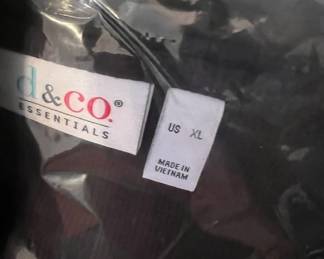 d & co.®
ESSENTIALS
US XL
MADE IN
VIETNAM